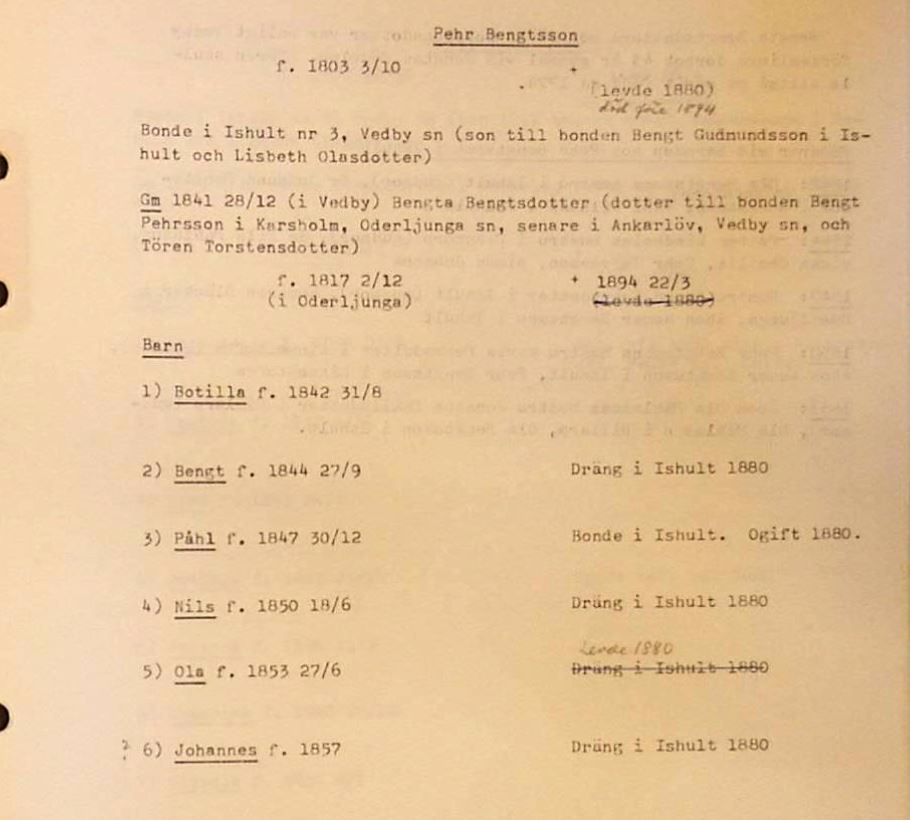 Pehr Bengtsson
f. 1803 3/10 +
(levde 1880)
död före 1894
Bonde i Ishult nr 3, Vedby sn (son till bonden Bengt Gudmundsson i Is-
hult och Lisbeth Olasdotter)
Gm 1841 28/12 (i Vedby) Bengta Bengtsdotter (dotter till bonden Bengt
Pehrsson i Karsholm, Oderljunga sn, senare i Ankarlöv, Vedby sn, och
Tören Torstensdotter)
f. 1817 2/12 + 1894 22/3
(i Oderljunga) (levde 1880)
Barn
1) Botilla f. 1842 31/8
2) Bengt f. 1844 27/9 Dräng i Ishult 1880
3) Påhl f. 1847 30/12 Bonde i Ishult. Ogift 1880.
4) Nils f. 1850 18/6 Dräng i Ishult 1880
Levde 1880
5) Ola f. 1853 27/6 Dräng i Ishult 1880
? 6) Johannes f. 1857 Dräng i Ishult 1880